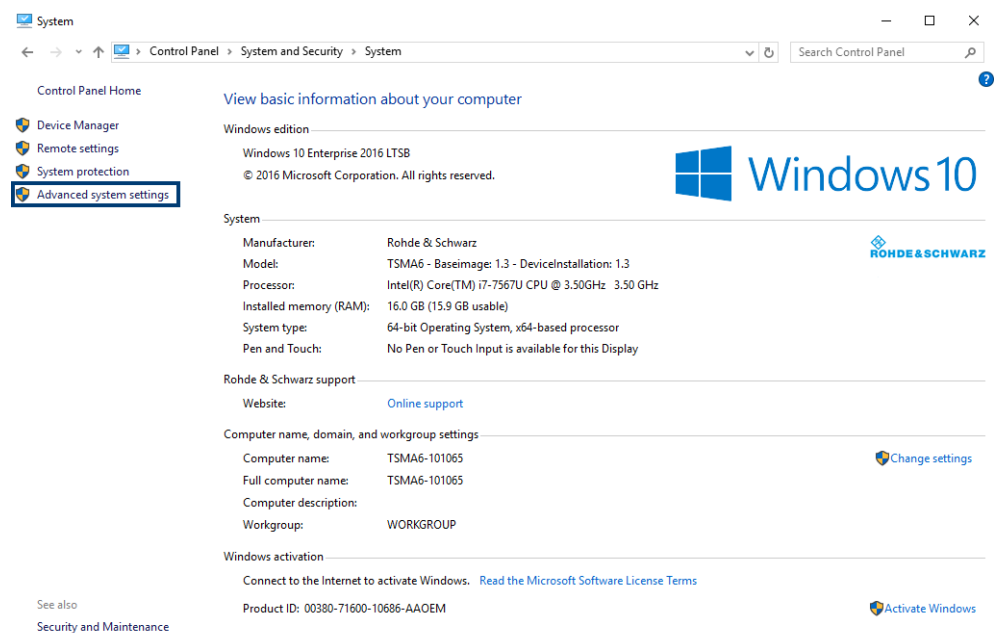 System
Control Panel > System and Security > System
Search Control Panel
?
Control Panel Home
Device Manager
Remote settings
System protection
Advanced system settings
View basic information about your computer
Windows edition
Windows 10 Enterprise 2016 LTSB
© 2016 Microsoft Corporation. All rights reserved.
Windows 10
System
Manufacturer: Rohde & Schwarz
Model: TSMA6 - Baseimage: 1.3 - DeviceInstallation: 1.3
Processor: Intel(R) Core(TM) i7-7567U CPU @ 3.50GHz 3.50 GHz
Installed memory (RAM): 16.0 GB (15.9 GB usable)
System type: 64-bit Operating System, x64-based processor
Pen and Touch: No Pen or Touch Input is available for this Display
ROHDE&SCHWARZ
Rohde & Schwarz support
Website: Online support
Computer name, domain, and workgroup settings
Computer name: TSMA6-101065
Change settings
Full computer name: TSMA6-101065
Computer description:
Workgroup: WORKGROUP
Windows activation
Connect to the Internet to activate Windows. Read the Microsoft Software License Terms
Product ID: 00380-71600-10686-AAOEM
Activate Windows
See also
Security and Maintenance